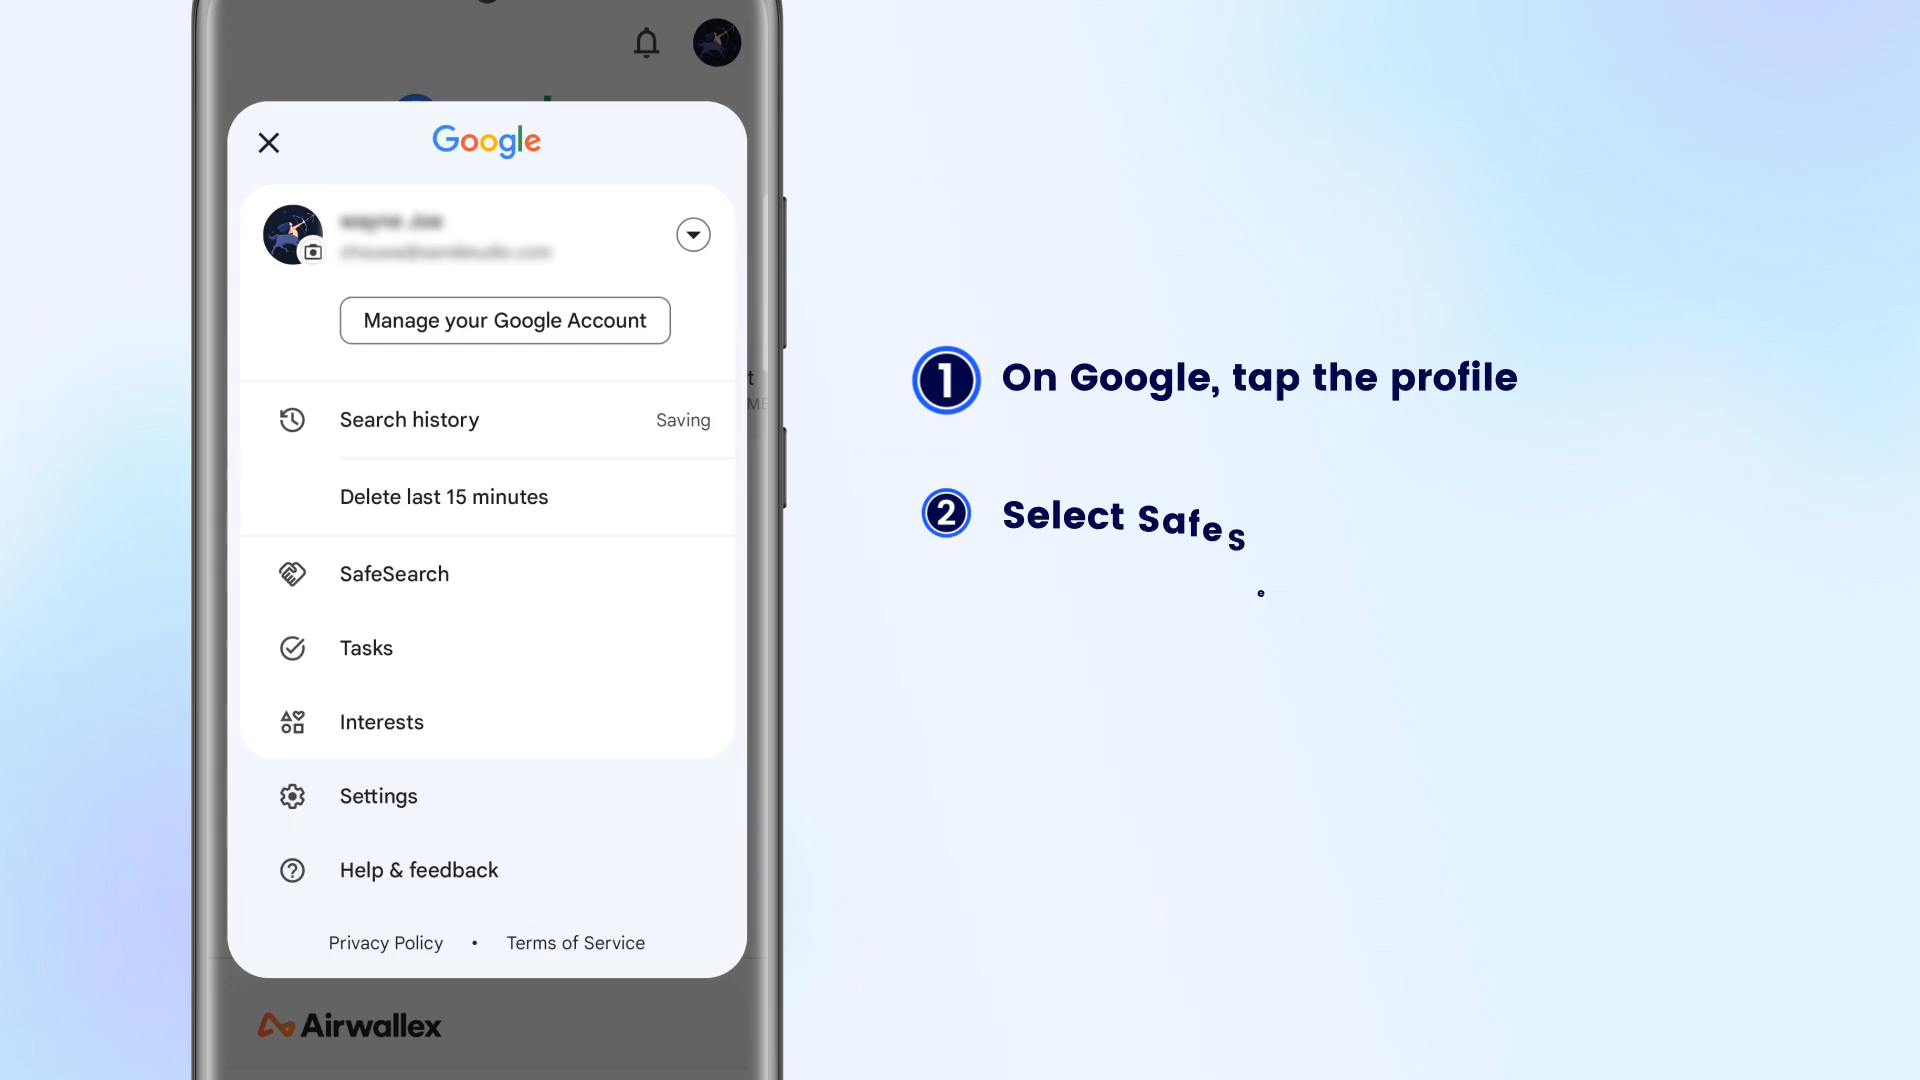 Google
Manage your Google Account
Search history
Saving
Delete last 15 minutes
SafeSearch
Tasks
Interests
Settings
Help & feedback
Privacy Policy • Terms of Service
Airwallex
1 On Google, tap the profile
2 Select Safes
e